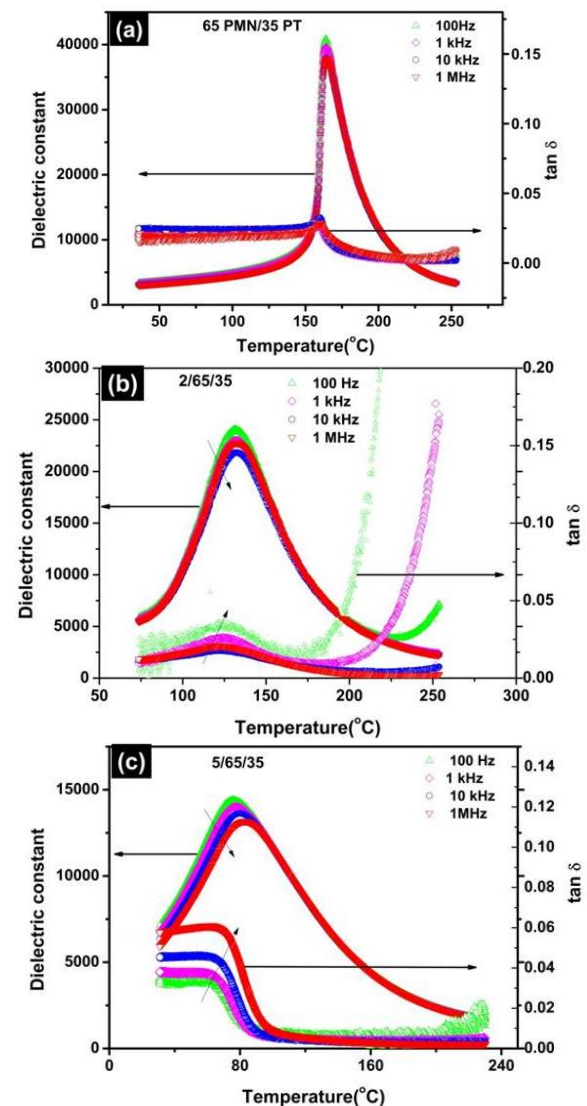 (a)
65 PMN/35 PT
100Hz
1 kHz
10 kHz
1 MHz
Dielectric constant
40000
30000
20000
10000
0
tan δ
0.15
0.10
0.05
0.00
50 100 150 200 250
Temperature(°C)
(b)
2/65/35
100 Hz
1 kHz
10 kHz
1 MHz
Dielectric constant
30000
25000
20000
15000
10000
5000
0
tan δ
0.20
0.15
0.10
0.05
0.00
50 100 150 200 250 300
Temperature(°C)
(c)
5/65/35
100 Hz
1 kHz
10 kHz
1MHz
Dielectric constant
15000
10000
5000
0
tan δ
0.14
0.12
0.10
0.08
0.06
0.04
0.02
0.00
0 80 160 240
Temperature(°C)